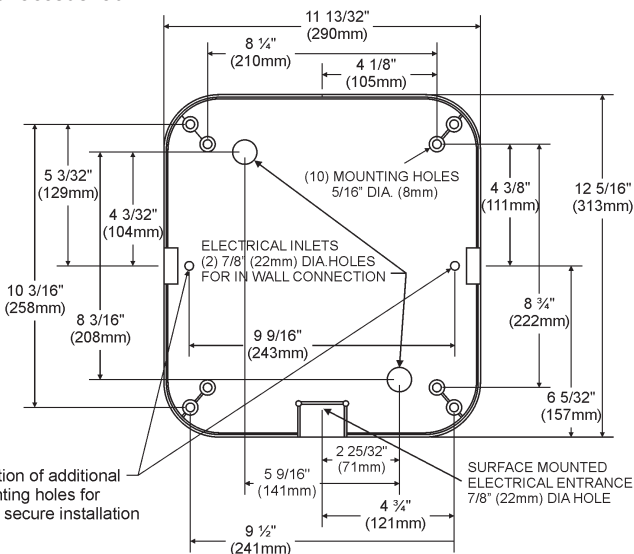 11 13/32"
(290mm)
8 ¼"
(210mm)
4 1/8"
(105mm)
5 3/32"
(129mm)
4 3/32"
(104mm)
(10) MOUNTING HOLES
5/16" DIA. (8mm)
4 3/8"
(111mm)
12 5/16"
(313mm)
ELECTRICAL INLETS
(2) 7/8" (22mm) DIA.HOLES
FOR IN WALL CONNECTION
10 3/16"
(258mm)
8 3/16"
(208mm)
8 ¾"
(222mm)
9 9/16"
(243mm)
6 5/32"
(157mm)
2 25/32"
(71mm)
5 9/16"
(141mm)
4 ¾"
(121mm)
9 ½"
(241mm)
SURFACE MOUNTED
ELECTRICAL ENTRANCE
7/8" (22mm) DIA HOLE
of additional
holes for
secure installation